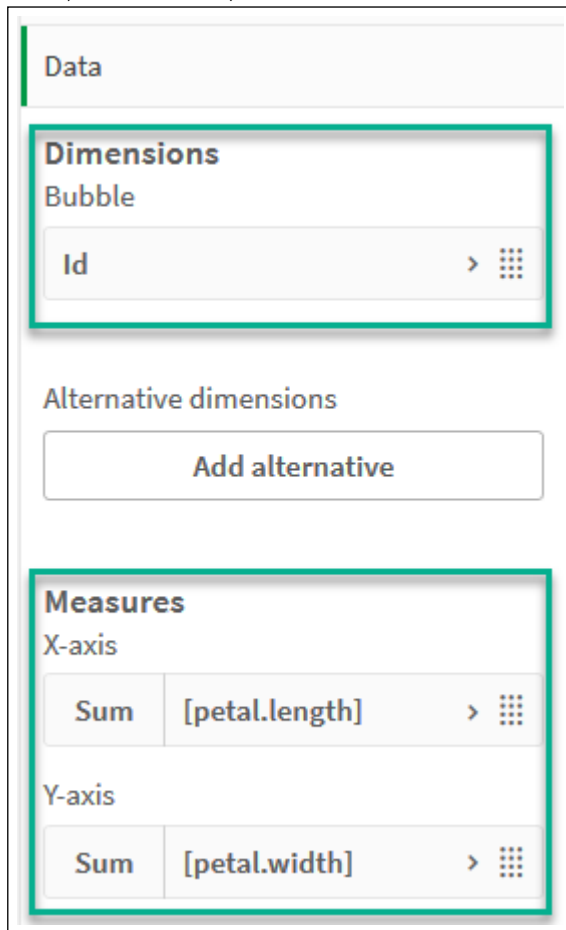 Data
Dimensions
Bubble
Id
Alternative dimensions
Add alternative
Measures
X-axis
Sum [petal.length]
Y-axis
Sum [petal.width]